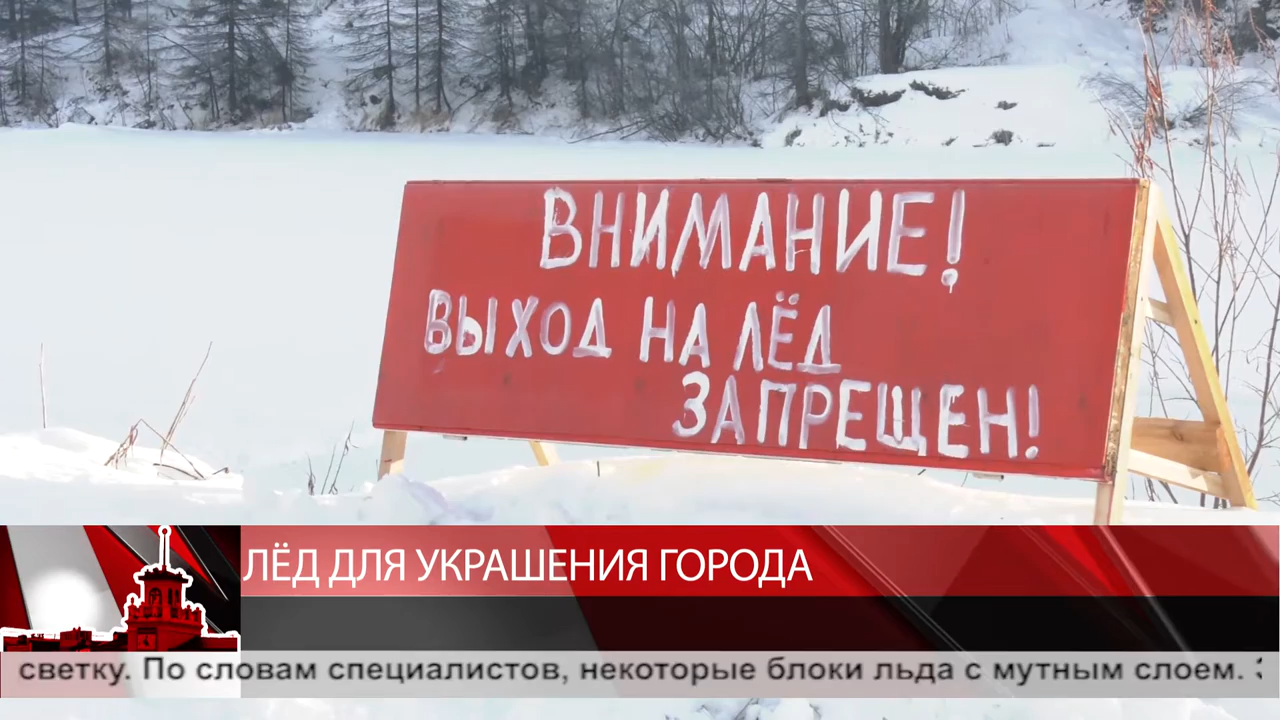 ВНИМАНИЕ!
ВЫХОД НА ЛЁД
ЗАПРЕЩЕН!
ЛЁД ДЛЯ УКРАШЕНИЯ ГОРОДА
светку. По словам специалистов, некоторые блоки льда с мутным слоем.